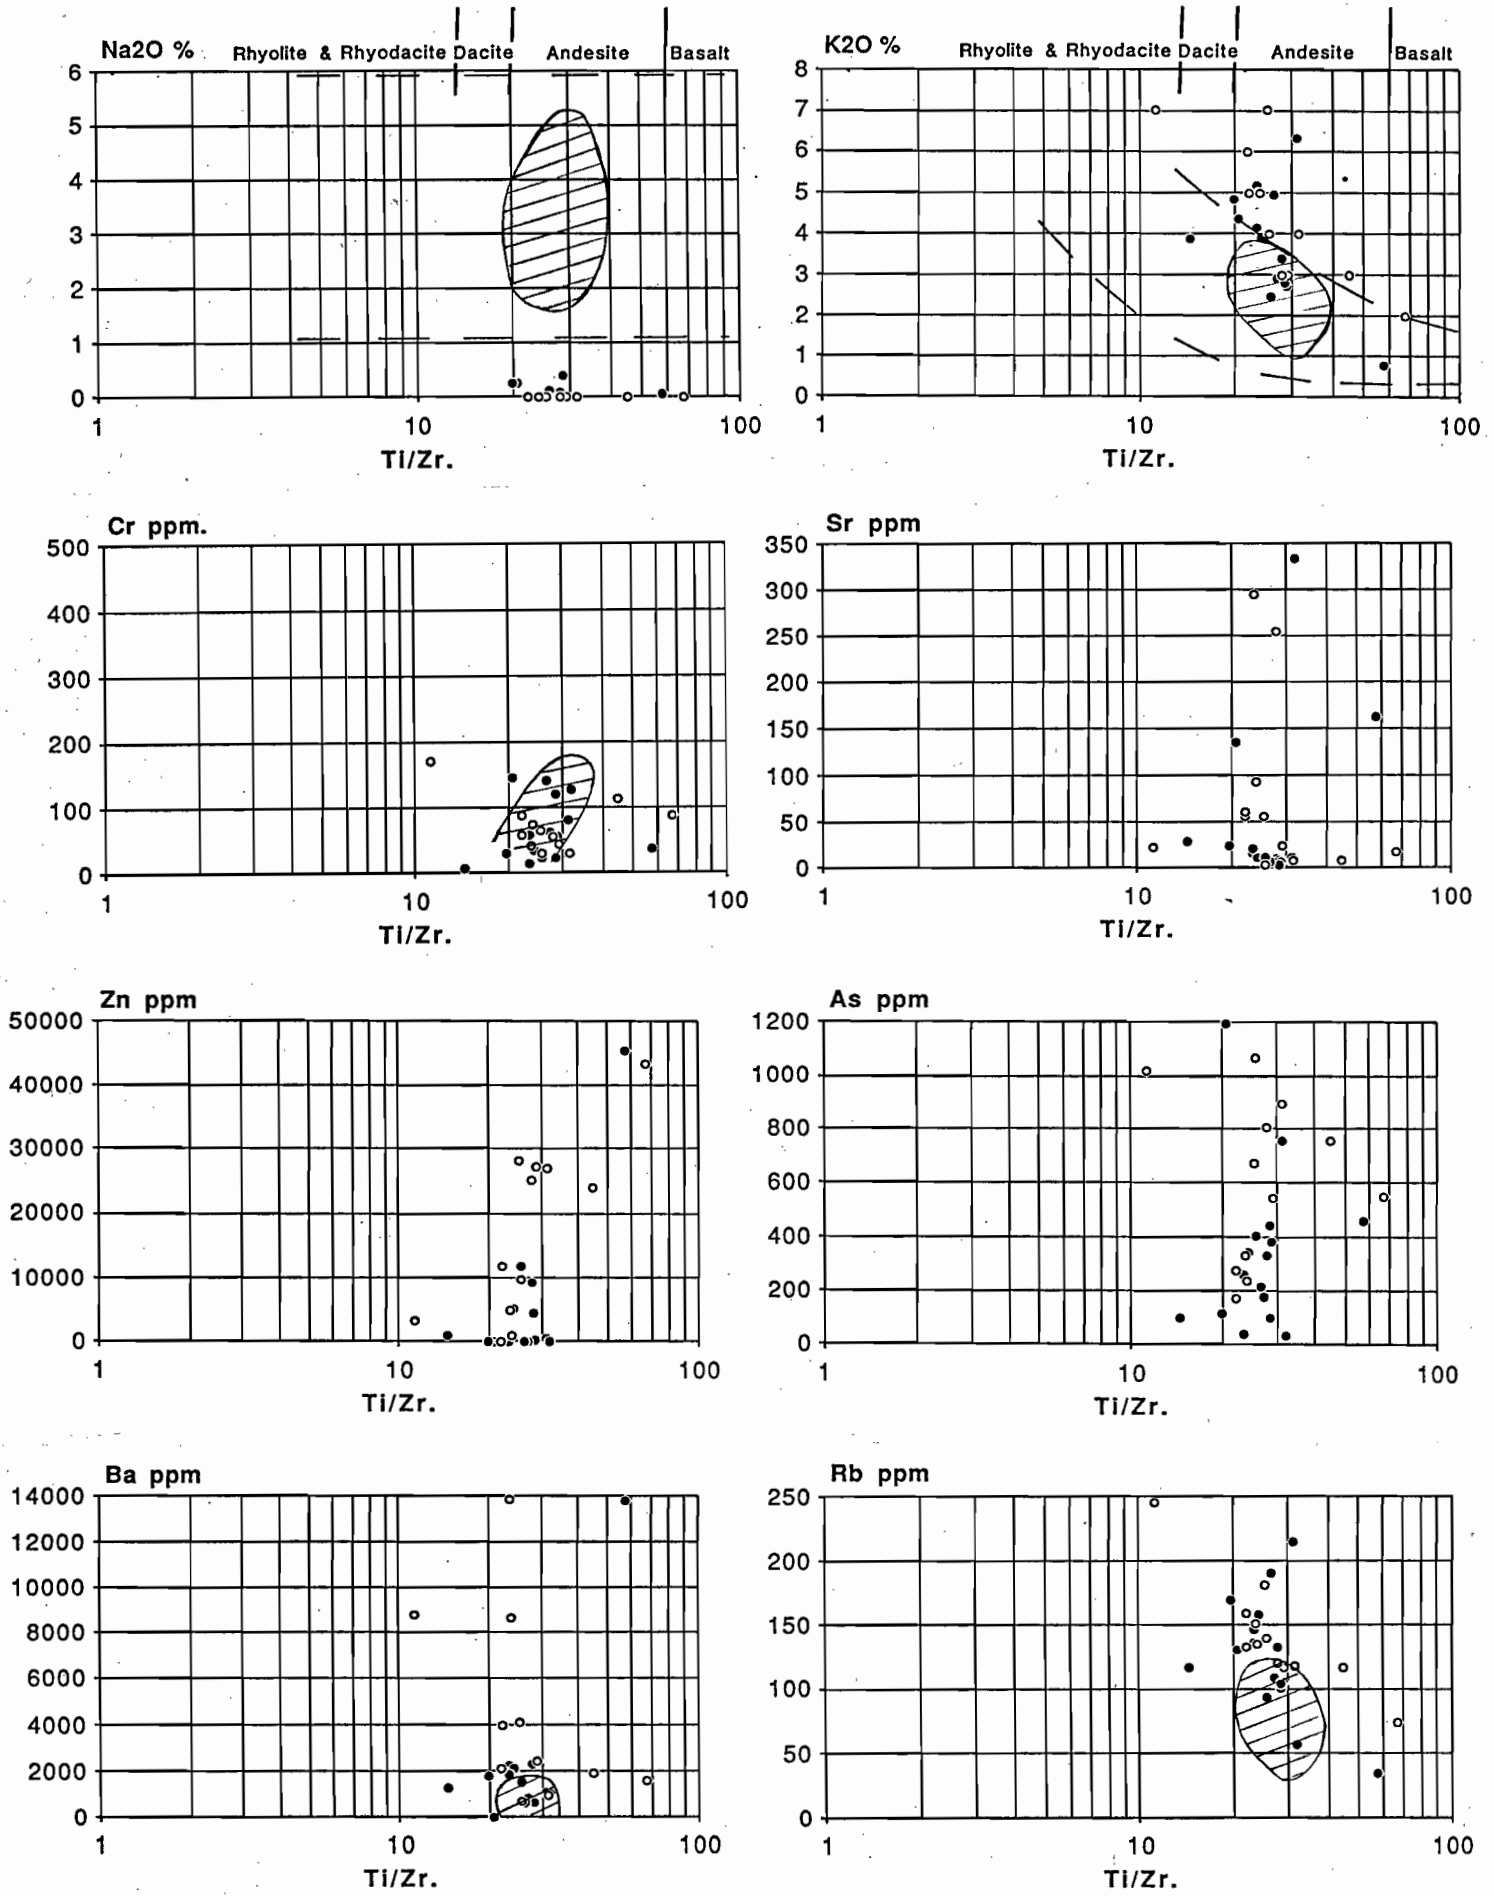 Na2O %
Rhyolite & Rhyodacite Dacite Andesite Basalt
6
5
4
3
2
1
0
1 10 100
Ti/Zr.
K2O %
Rhyolite & Rhyodacite Dacite Andesite Basalt
8
7
6
5
4
3
2
1
0
1 10 100
Ti/Zr.
Cr ppm.
500
400
300
200
100
0
1 10 100
Ti/Zr.
Sr ppm
350
300
250
200
150
100
50
0
1 10 100
Ti/Zr.
Zn ppm
50000
40000
30000
20000
10000
0
1 10 100
Ti/Zr.
As ppm
1200
1000
800
600
400
200
0
1 10 100
Ti/Zr.
Ba ppm
14000
12000
10000
8000
6000
4000
2000
0
1 10 100
Ti/Zr.
Rb ppm
250
200
150
100
50
0
1 10 100
Ti/Zr.